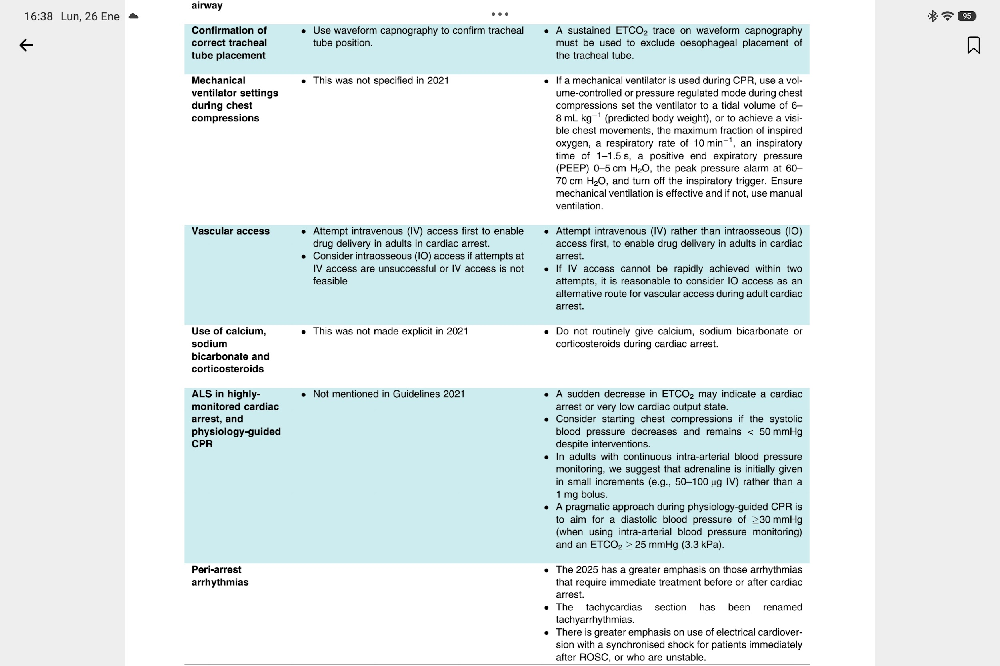 airway
16:38 Lun, 26 Ene
95
Confirmation of
correct tracheal
tube placement
• Use waveform capnography to confirm tracheal
tube position.
• A sustained ETCO₂ trace on waveform capnography
must be used to exclude oesophageal placement of
the tracheal tube.
Mechanical
ventilator settings
during chest
compressions
• This was not specified in 2021
• If a mechanical ventilator is used during CPR, use a vol-
ume-controlled or pressure regulated mode during chest
compressions set the ventilator to a tidal volume of 6–
8 mL kg⁻¹ (predicted body weight), or to achieve a visi-
ble chest movements, the maximum fraction of inspired
oxygen, a respiratory rate of 10 min⁻¹, an inspiratory
time of 1–1.5 s, a positive end expiratory pressure
(PEEP) 0–5 cm H₂O, the peak pressure alarm at 60–
70 cm H₂O, and turn off the inspiratory trigger. Ensure
mechanical ventilation is effective and if not, use manual
ventilation.
Vascular access
• Attempt intravenous (IV) access first to enable
drug delivery in adults in cardiac arrest.
• Consider intraosseous (IO) access if attempts at
IV access are unsuccessful or IV access is not
feasible
• Attempt intravenous (IV) rather than intraosseous (IO)
access first, to enable drug delivery in adults in cardiac
arrest.
• If IV access cannot be rapidly achieved within two
attempts, it is reasonable to consider IO access as an
alternative route for vascular access during adult cardiac
arrest.
Use of calcium,
sodium
bicarbonate and
corticosteroids
• This was not made explicit in 2021
• Do not routinely give calcium, sodium bicarbonate or
corticosteroids during cardiac arrest.
ALS in highly-
monitored cardiac
arrest, and
physiology-guided
CPR
• Not mentioned in Guidelines 2021
• A sudden decrease in ETCO₂ may indicate a cardiac
arrest or very low cardiac output state.
• Consider starting chest compressions if the systolic
blood pressure decreases and remains < 50 mmHg
despite interventions.
• In adults with continuous intra-arterial blood pressure
monitoring, we suggest that adrenaline is initially given
in small increments (e.g., 50–100 μg IV) rather than a
1 mg bolus.
• A pragmatic approach during physiology-guided CPR is
to aim for a diastolic blood pressure of ≥30 mmHg
(when using intra-arterial blood pressure monitoring)
and an ETCO₂ ≥ 25 mmHg (3.3 kPa).
Peri-arrest
arrhythmias
• The 2025 has a greater emphasis on those arrhythmias
that require immediate treatment before or after cardiac
arrest.
• The tachycardias section has been renamed
tachyarrhythmias.
• There is greater emphasis on use of electrical cardiover-
sion with a synchronised shock for patients immediately
after ROSC, or who are unstable.